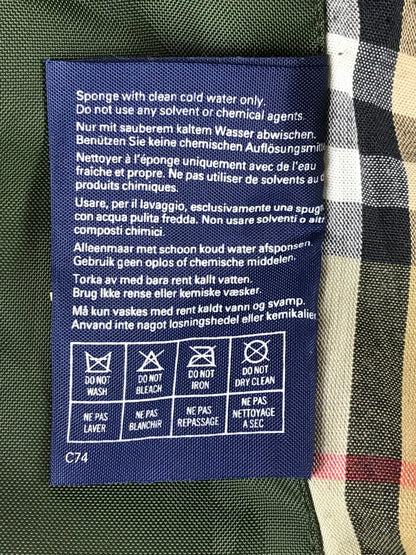 Sponge with clean cold water only.
Do not use any solvent or chemical agents.
Nur mit sauberem kaltem Wasser abwischen.
Benützen Sie keine chemischen Auflösungsmitte
Nettoyer à l'éponge uniquement avec de l'eau
fraîche et propre. Ne pas utiliser de solvents au
produits chimiques.
Usare, per il lavaggio, esclusivamente una spug
con acqua pulita fredda. Non usare solventi o altr
composti chimici.
Alleenmaar met schoon koud water afsponsen.
Gebruik geen oplos of chemische middelen.
Torka av med bara rent kallt vatten.
Brug Ikke rense eller kemiske væsker.
Må kun vaskes med rent kaldt vann og svamp.
Anvand inte nagot losningshedel eller kemikalier
DO NOT WASH
DO NOT BLEACH
DO NOT IRON
DO NOT DRY CLEAN
NE PAS LAVER
NE PAS BLANCHIR
NE PAS REPASSAGE
NE PAS NETTOYAGE A SEC
C74